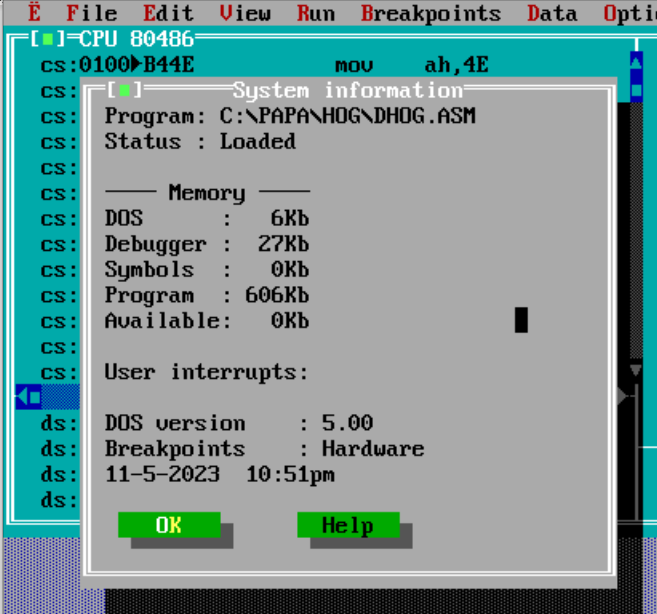 Ë File Edit View Run Breakpoints Data Opti
[■]=CPU 80486
cs:0100▶B44E mov ah,4E
cs:
[■] System information
cs:
Program: C:\PAPA\HOG\DHOG.ASM
cs:
Status : Loaded
cs:
cs:
Memory
cs:
DOS : 6Kb
cs:
Debugger : 27Kb
cs:
Symbols : 0Kb
cs:
Program : 606Kb
cs:
Available: 0Kb
cs:
cs:
User interrupts:
ds:
DOS version : 5.00
ds:
Breakpoints : Hardware
ds:
11-5-2023 10:51pm
ds:
OK Help